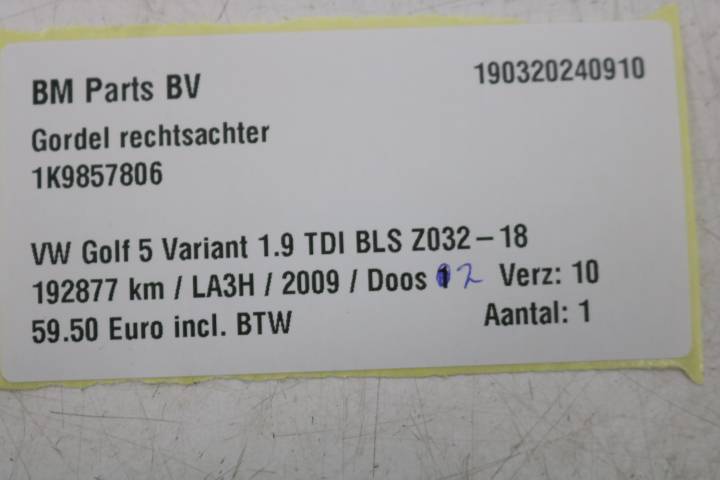 BM Parts BV 190320240910
Gordel rechtsachter
1K9857806
VW Golf 5 Variant 1.9 TDI BLS Z032-18
192877 km / LA3H / 2009 / Doos 2 Verz: 10
59.50 Euro incl. BTW Aantal: 1